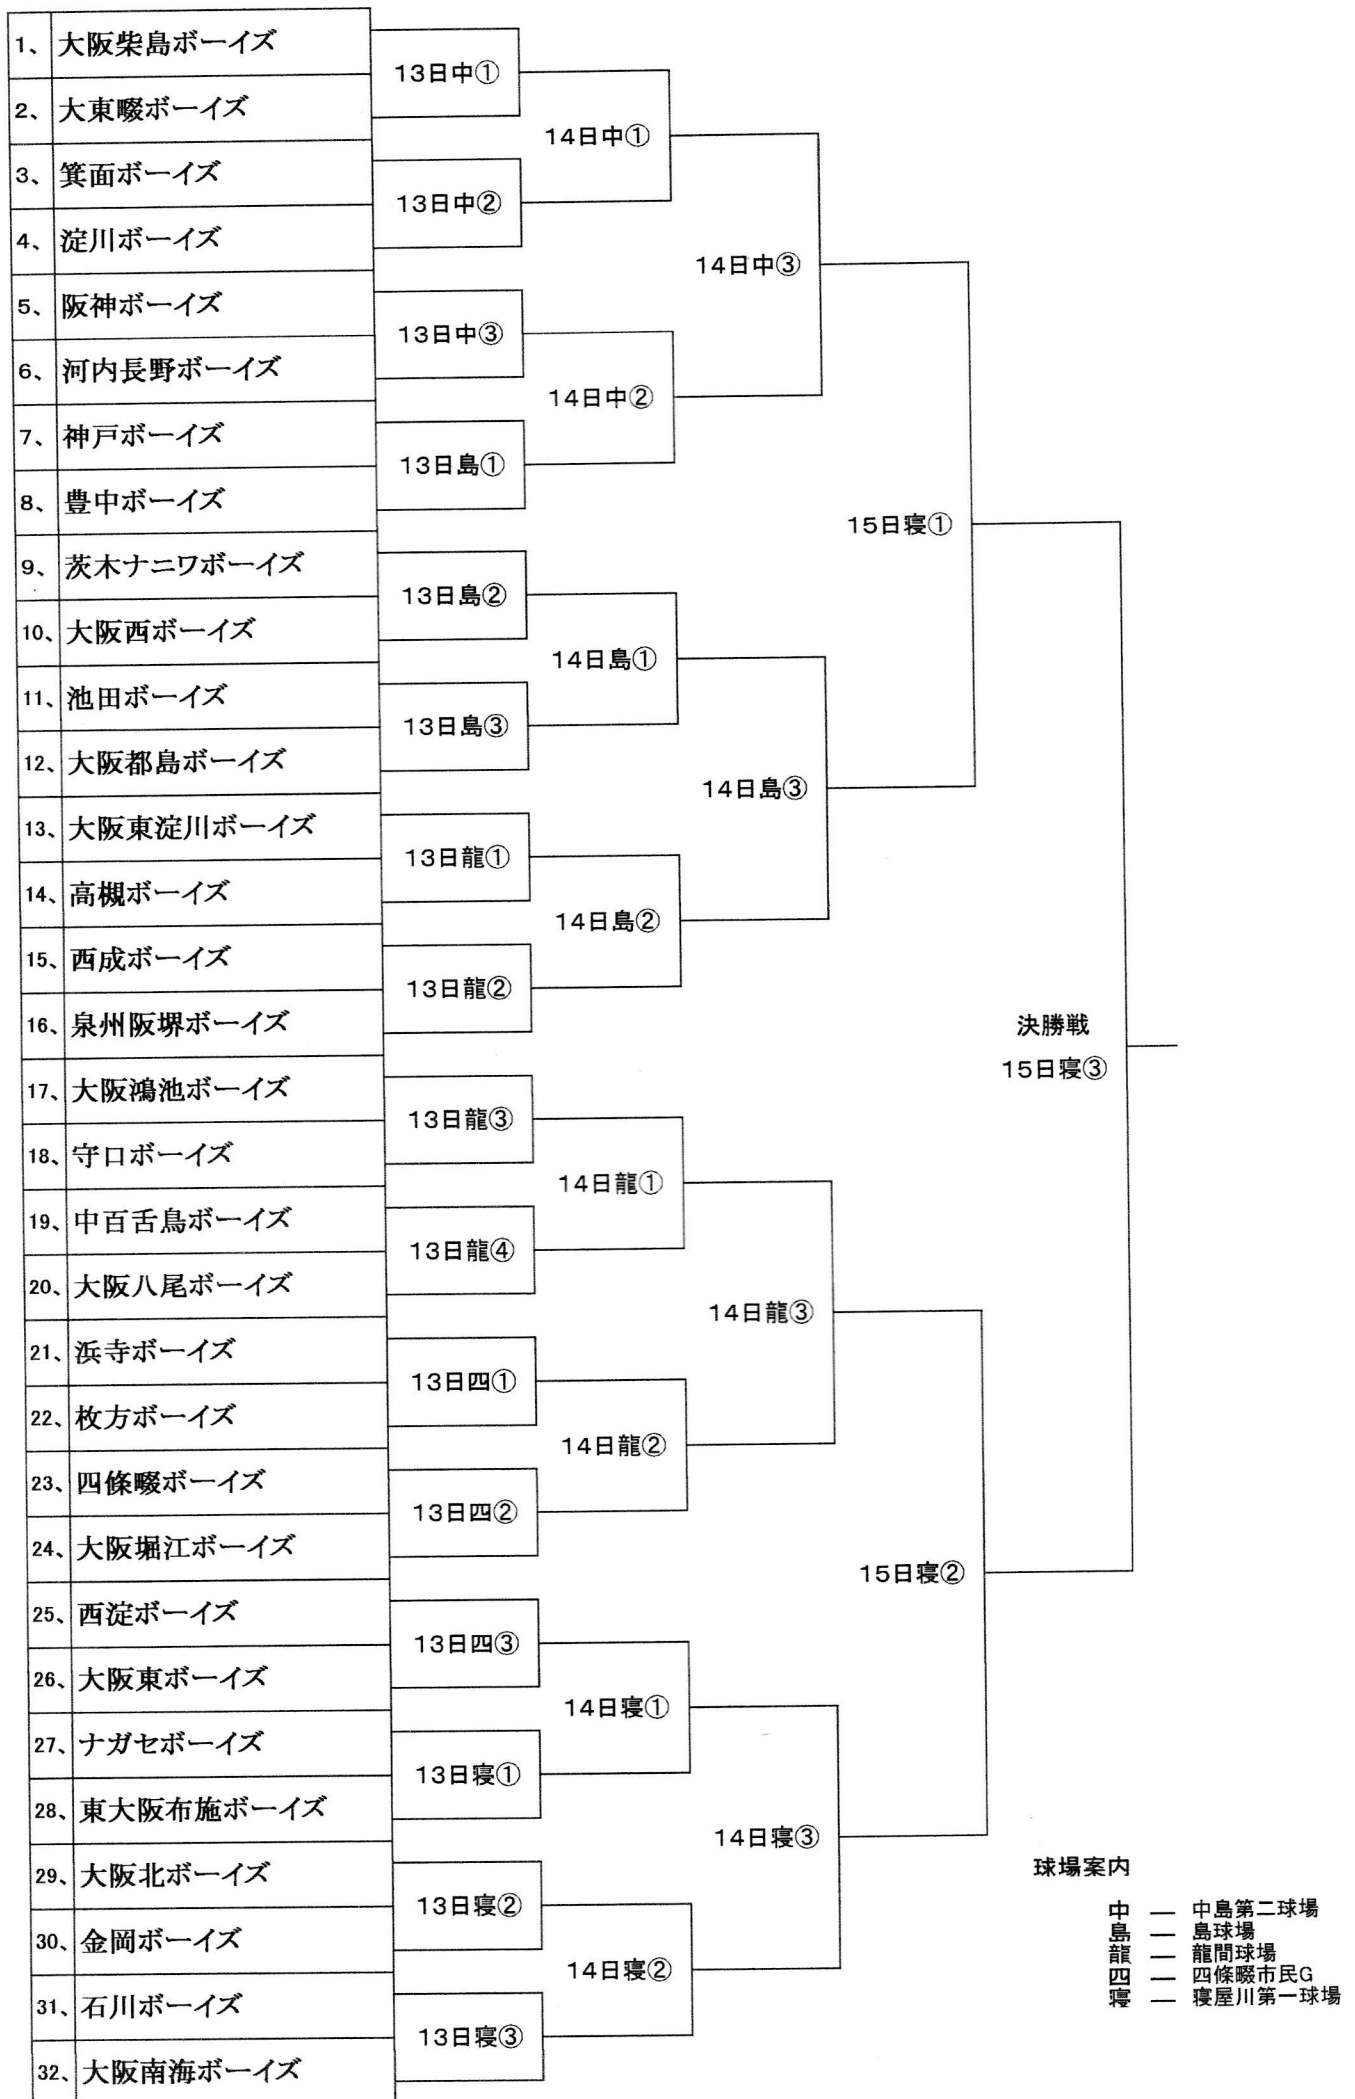 1、 大阪柴島ボーイズ
2、 大東畷ボーイズ
3、 箕面ボーイズ
4、 淀川ボーイズ
5、 阪神ボーイズ
6、 河内長野ボーイズ
7、 神戸ボーイズ
8、 豊中ボーイズ
9、 茨木ナニワボーイズ
10、 大阪西ボーイズ
11、 池田ボーイズ
12、 大阪都島ボーイズ
13、 大阪東淀川ボーイズ
14、 高槻ボーイズ
15、 西成ボーイズ
16、 泉州阪堺ボーイズ
17、 大阪鴻池ボーイズ
18、 守口ボーイズ
19、 中百舌鳥ボーイズ
20、 大阪八尾ボーイズ
21、 浜寺ボーイズ
22、 枚方ボーイズ
23、 四條畷ボーイズ
24、 大阪堀江ボーイズ
25、 西淀ボーイズ
26、 大阪東ボーイズ
27、 ナガセボーイズ
28、 東大阪布施ボーイズ
29、 大阪北ボーイズ
30、 金岡ボーイズ
31、 石川ボーイズ
32、 大阪南海ボーイズ
13日中①
13日中②
13日中③
13日島①
13日島②
13日島③
13日龍①
13日龍②
13日龍③
13日龍④
13日四①
13日四②
13日四③
13日寝①
13日寝②
13日寝③
14日中①
14日中②
14日島①
14日島②
14日龍①
14日龍②
14日寝①
14日寝②
14日中③
14日島③
14日龍③
14日寝③
15日寝①
15日寝②
決勝戦
15日寝③
球場案内
中 ― 中島第二球場
島 ― 島球場
龍 ― 龍間球場
四 ― 四條畷市民G
寝 ― 寝屋川第一球場